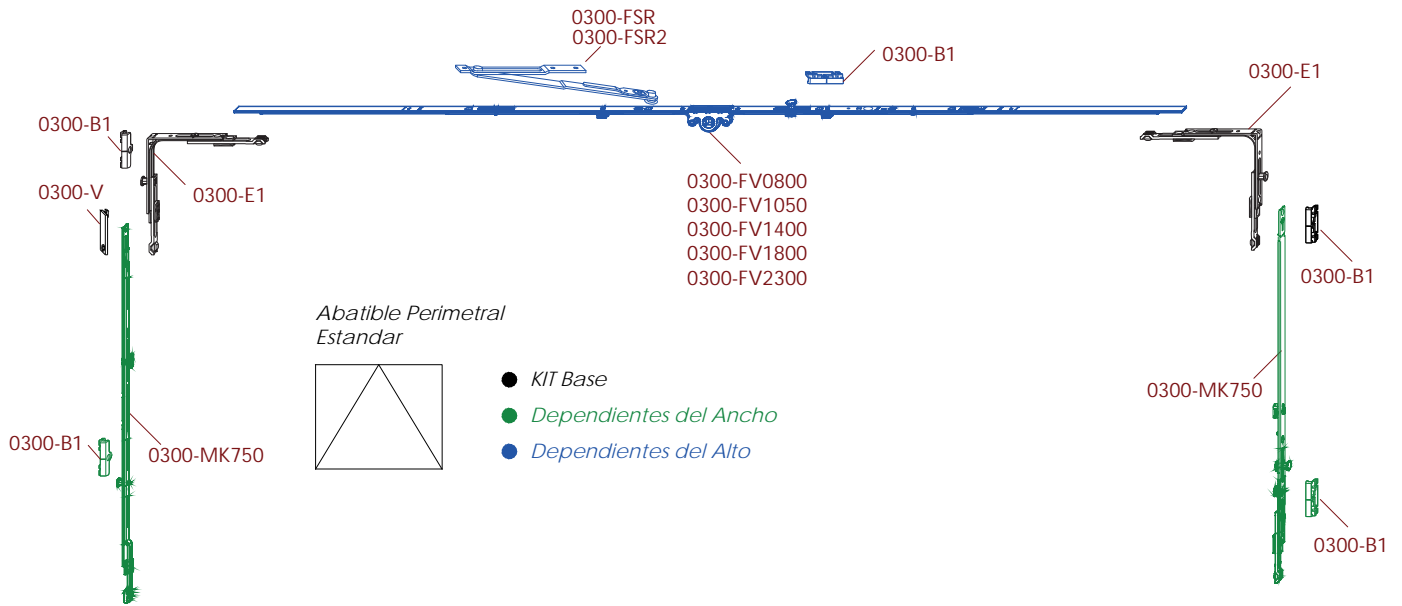 0300-FSR
0300-FSR2
0300-B1
0300-E1
0300-B1
0300-V
0300-E1
0300-FV0800
0300-FV1050
0300-FV1400
0300-FV1800
0300-FV2300
0300-B1
Abatible Perimetral
Estandar
KIT Base
Dependientes del Ancho
Dependientes del Alto
0300-MK750
0300-B1
0300-MK750
0300-B1